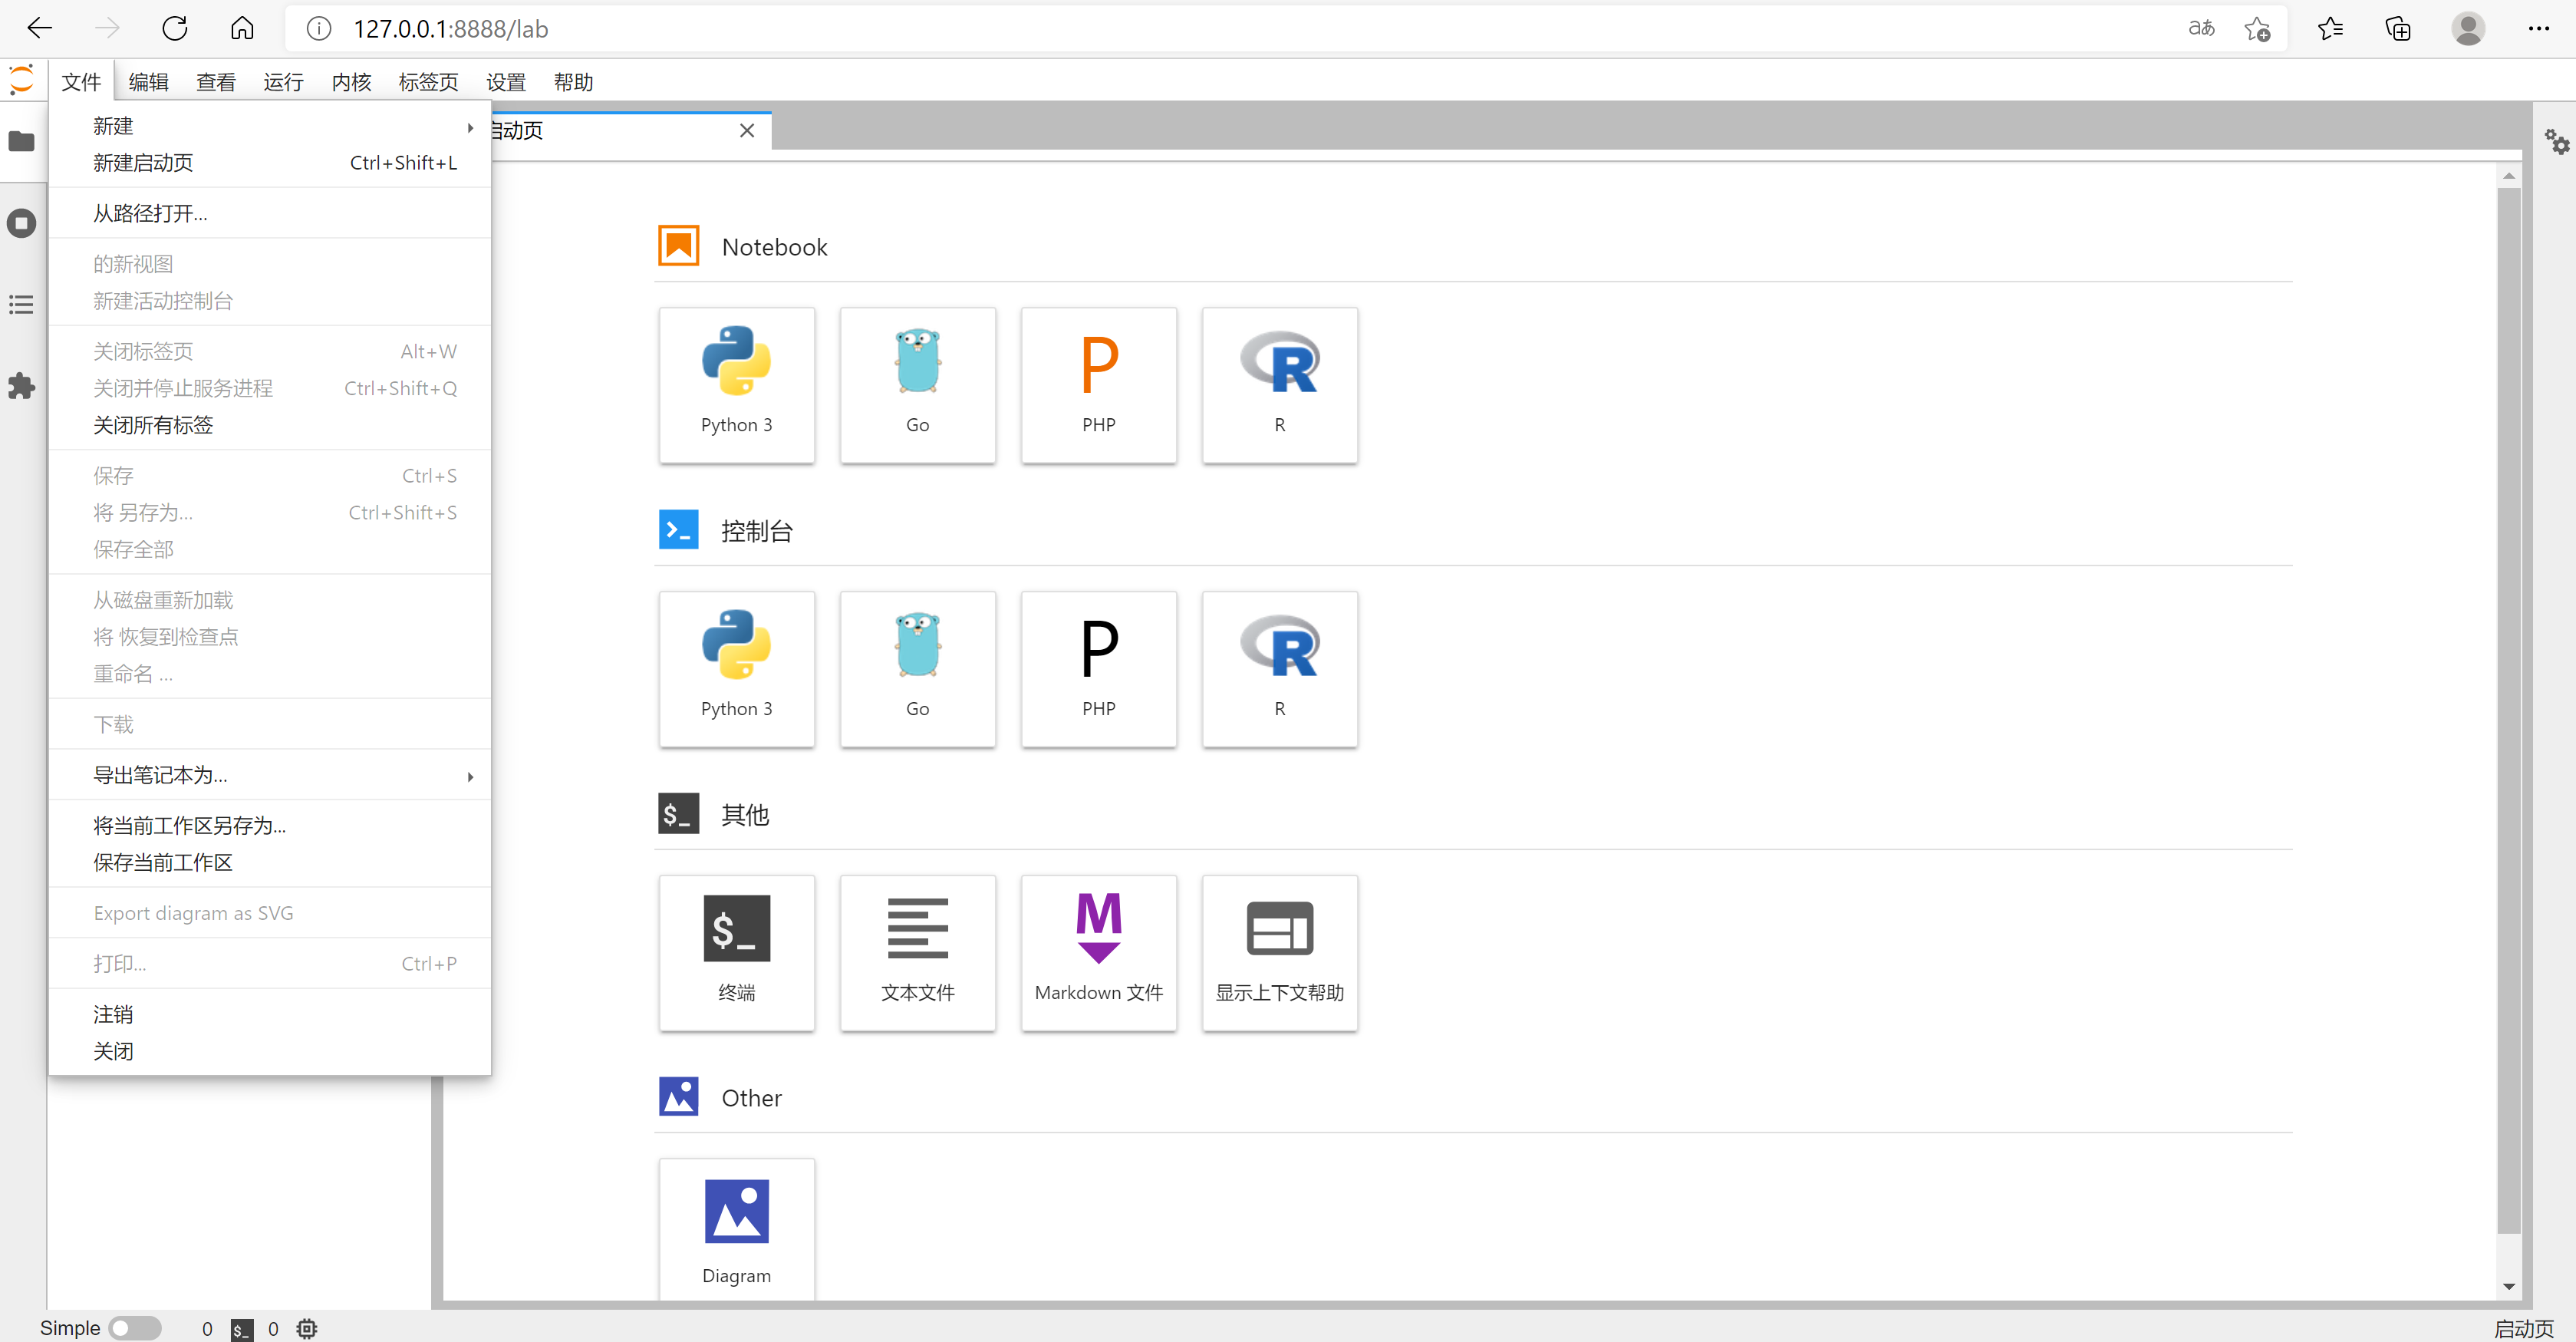 127.0.0.1:8888/lab
aあ
文件 编辑 查看 运行 内核 标签页 设置 帮助
新建
新建启动页 Ctrl+Shift+L
从路径打开...
的新视图
新建活动控制台
关闭标签页 Alt+W
关闭并停止服务进程 Ctrl+Shift+Q
关闭所有标签
保存 Ctrl+S
将 另存为... Ctrl+Shift+S
保存全部
从磁盘重新加载
将 恢复到检查点
重命名 ...
下载
导出笔记本为...
将当前工作区另存为...
保存当前工作区
Export diagram as SVG
打印... Ctrl+P
注销
关闭
启动页
Notebook
Python 3 Go P PHP R
控制台
Python 3 Go P PHP R
$_ 其他
$_ 终端 文本文件 M Markdown 文件 显示上下文帮助
Other
Diagram
Simple 0 $_ 0 启动页